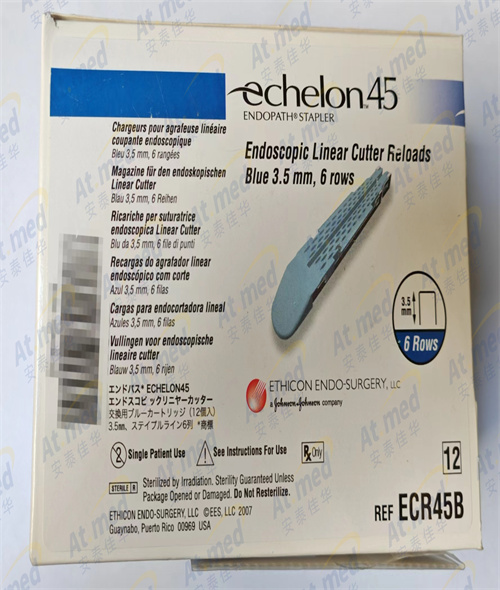 echelon™45
ENDOPATH® STAPLER
Endoscopic Linear Cutter Reloads
Blue 3.5 mm, 6 rows
Chargeurs pour agrafeuse linéaire
coupante endoscopique
Bleu 3,5 mm, 6 rangées
Magazine für den endoskopischen
Linear Cutter
Blau 3,5 mm, 6 Reihen
Ricariche per suturatrice
endoscopica Linear Cutter
Blu da 3,5 mm, 6 file di punti
Recargas do agrafador linear
endoscópico com corte
Azul 3,5 mm, 6 filas
Cargas para endocortadora lineal
Azules 3,5 mm, 6 filas
Vullingen voor endoscopische
lineaire cutter
Blauw 3,5 mm, 6 rijen
エンドパス* ECHELON45
エンドスコピックリニヤーカッター
交換用ブルーカートリッジ (12個入)
3.5mm、ステイプルライン6列 *商標
3.5
mm
6 Rows
ETHICON ENDO-SURGERY, LLC
a Johnson&Johnson company
Single Patient Use
See Instructions For Use
Rx Only
STERILE R
Sterilized by Irradiation. Sterility Guaranteed Unless
Package Opened or Damaged. Do Not Resterilize.
12
ETHICON ENDO-SURGERY, LLC ©EES, LLC 2007
Guaynabo, Puerto Rico 00969 USA
REF ECR45B
At med
安泰佳华